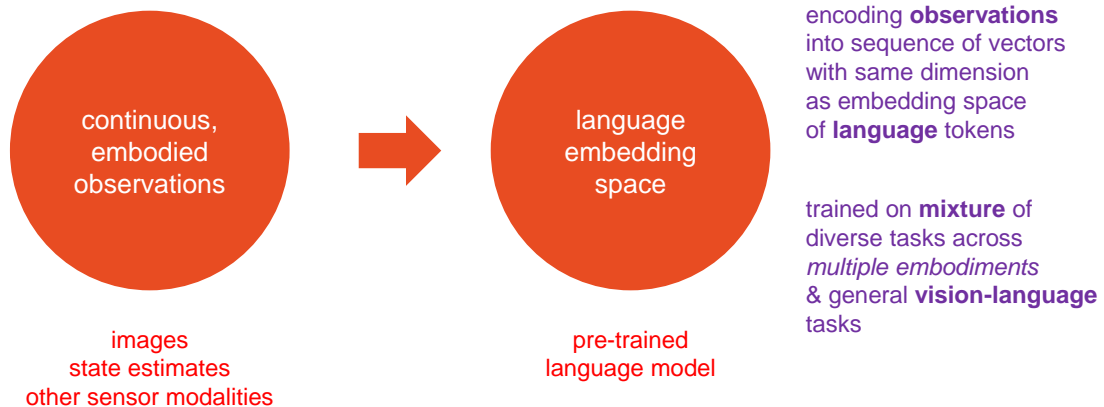 continuous,
embodied
observations
images
state estimates
other sensor modalities
language
embedding
space
pre-trained
language model
encoding observations
into sequence of vectors
with same dimension
as embedding space
of language tokens
trained on mixture of
diverse tasks across
multiple embodiments
& general vision-language
tasks